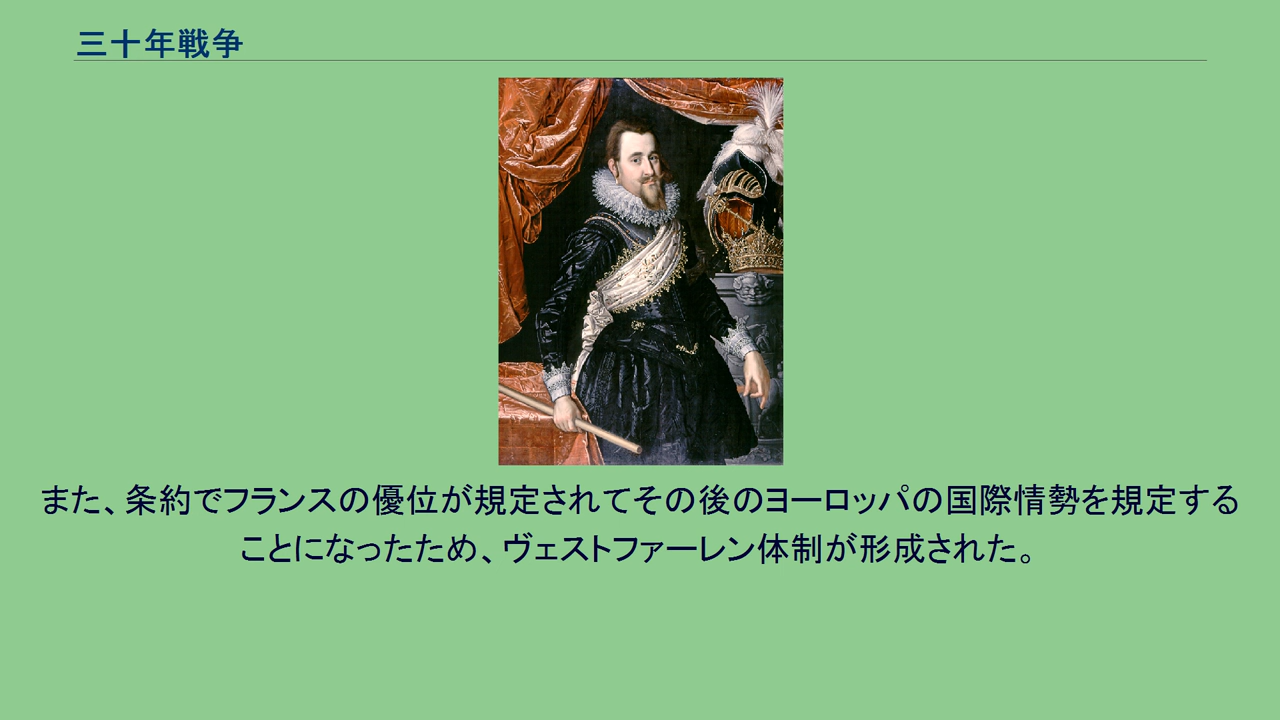 三十年戦争
また、条約でフランスの優位が規定されてその後のヨーロッパの国際情勢を規定する
ことになったため、ヴェストファーレン体制が形成された。